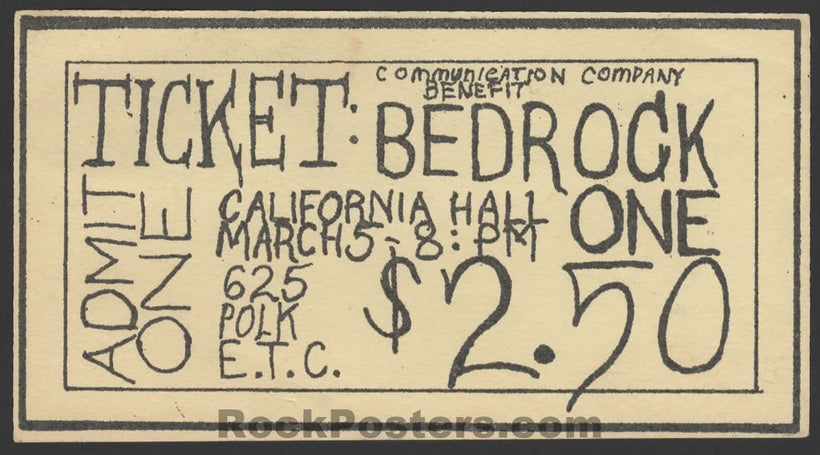 COMMUNICATION COMPANY
BENEFIT
TICKET: BEDROCK
ONE
ADMIT
ONE
CALIFORNIA HALL
MARCH 5 - 8: PM
625
POLK
E.T.C.
$2.50
RockPosters.com